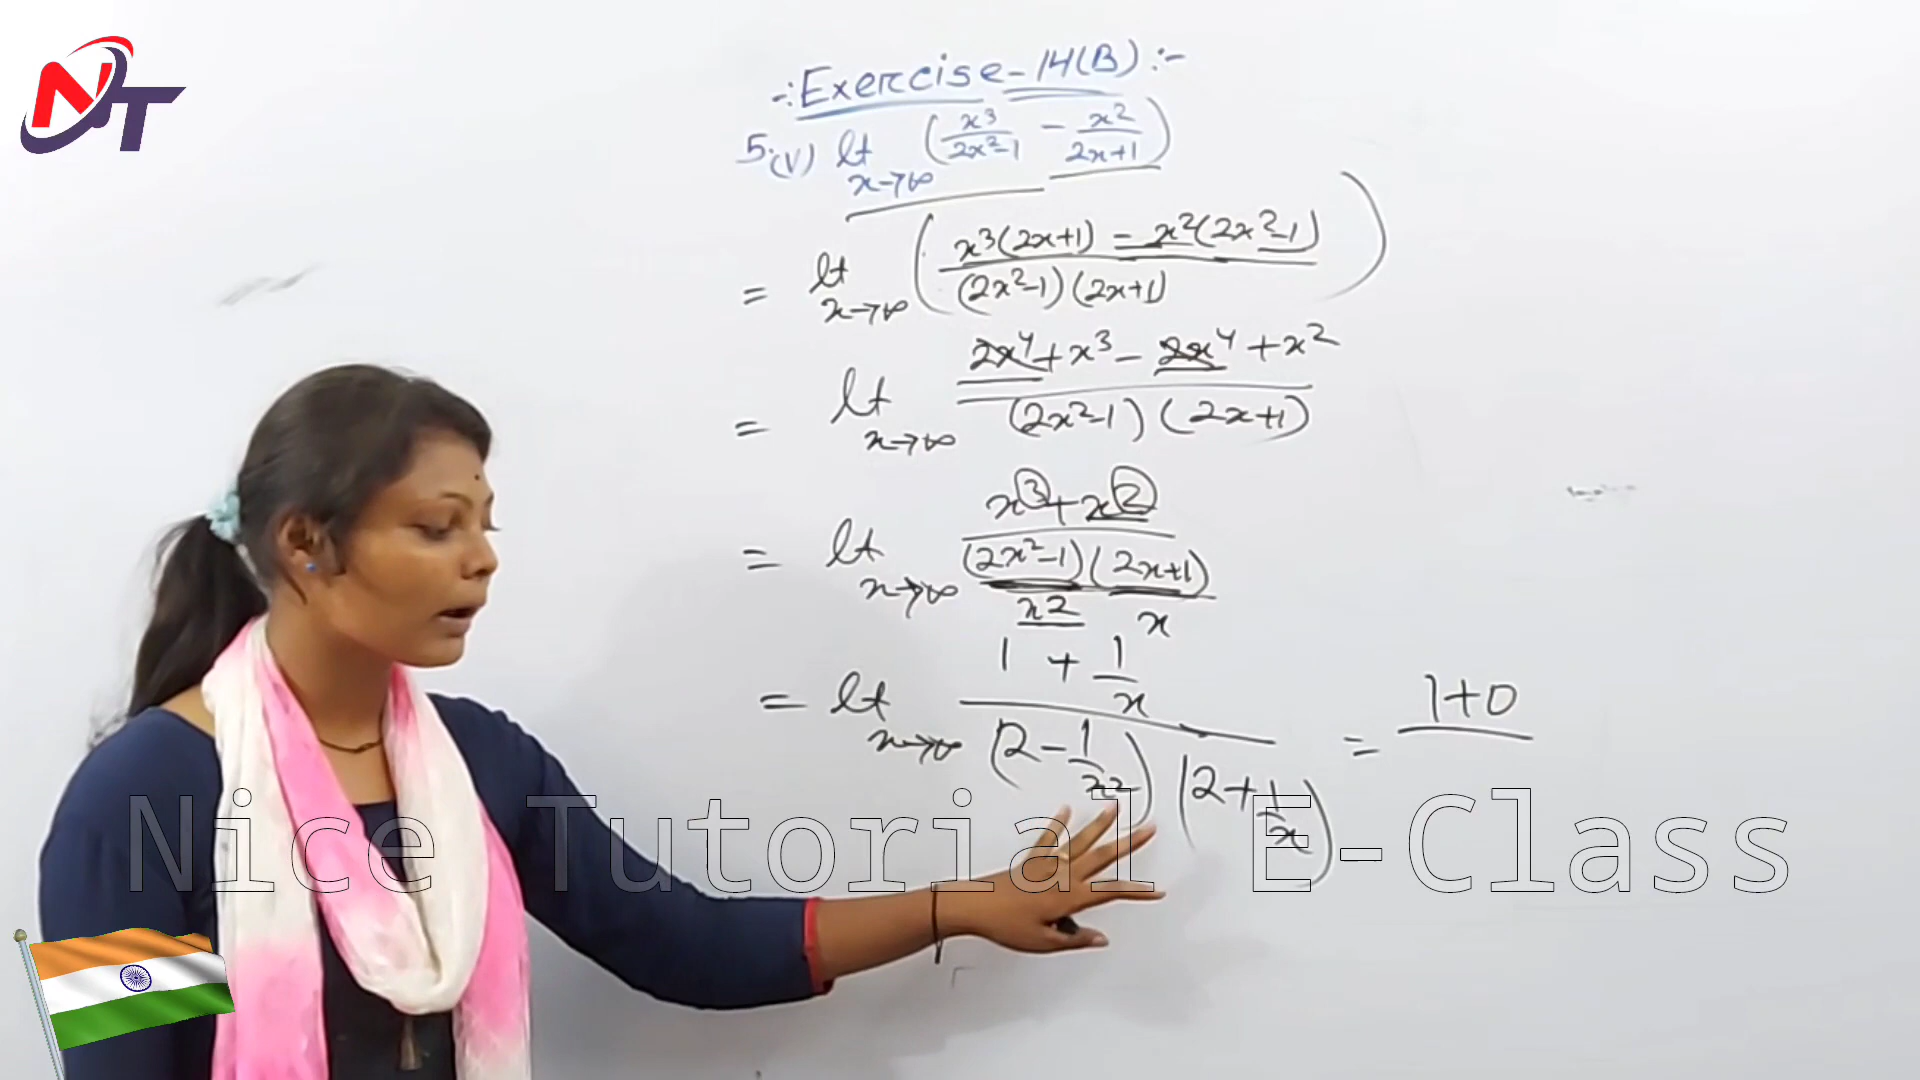 NT
-: Exercise - 14(B) :-
5.(V) lt x→∞ (x³/2x²-1 - x²/2x+1)
= lt x→∞ (x³(2x+1) - x²(2x²-1) / (2x²-1)(2x+1))
= lt x→∞ 2x⁴+x³-2x⁴+x² / (2x²-1)(2x+1)
= lt x→∞ x³+x² / (2x²-1)(2x+1)
x² x
= lt x→∞ 1 + 1/x / (2 - 1/x²) (2 + 1/x) = 1+0
Nice Tutorial E-Class